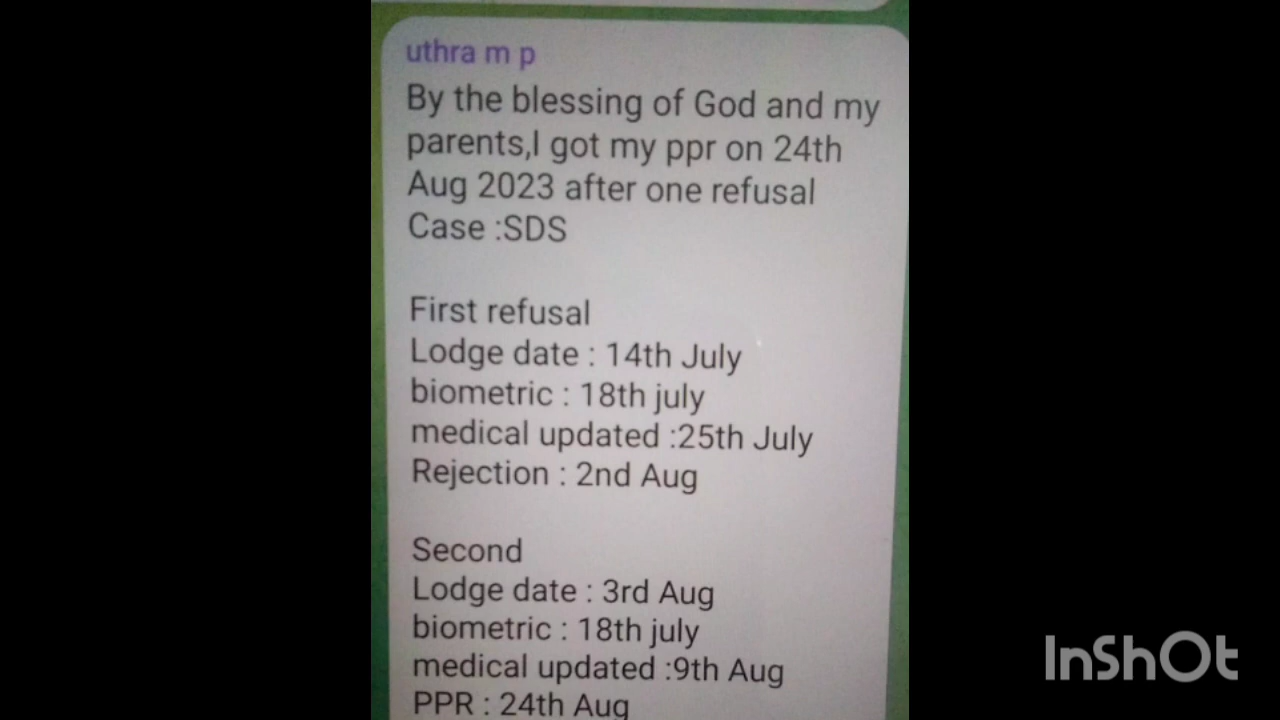 uthra m p
By the blessing of God and my
parents,I got my ppr on 24th
Aug 2023 after one refusal
Case :SDS
First refusal
Lodge date : 14th July
biometric : 18th july
medical updated :25th July
Rejection : 2nd Aug
Second
Lodge date : 3rd Aug
biometric : 18th july
medical updated :9th Aug
PPR : 24th Aug
InShOt